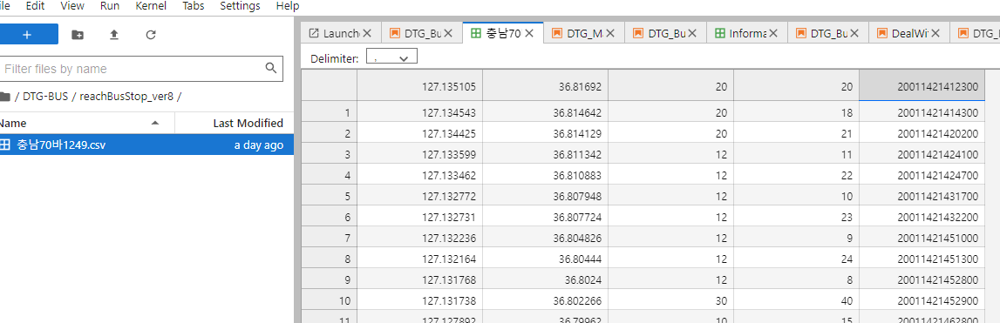 ile Edit View Run Kernel Tabs Settings Help
+
Launche DTG_Bu 충남70 DTG_M DTG_Bu Informa DTG_Bu DealWi DTG_
Delimiter: ,
Filter files by name
/ DTG-BUS / reachBusStop_ver8 /
Name Last Modified
충남70바1249.csv a day ago
127.135105 36.81692 20 20 20011421412300
1 127.134543 36.814642 20 18 20011421414300
2 127.134425 36.814129 20 21 20011421420200
3 127.133599 36.811342 12 11 20011421424100
4 127.133462 36.810883 12 22 20011421424700
5 127.132772 36.807948 12 10 20011421431700
6 127.132731 36.807724 12 23 20011421432200
7 127.132236 36.804826 12 9 20011421451000
8 127.132164 36.80444 12 24 20011421451300
9 127.131768 36.8024 12 8 20011421452800
10 127.131738 36.802266 30 40 20011421452900
11 127.127892 36.79962 10 15 20011421462800